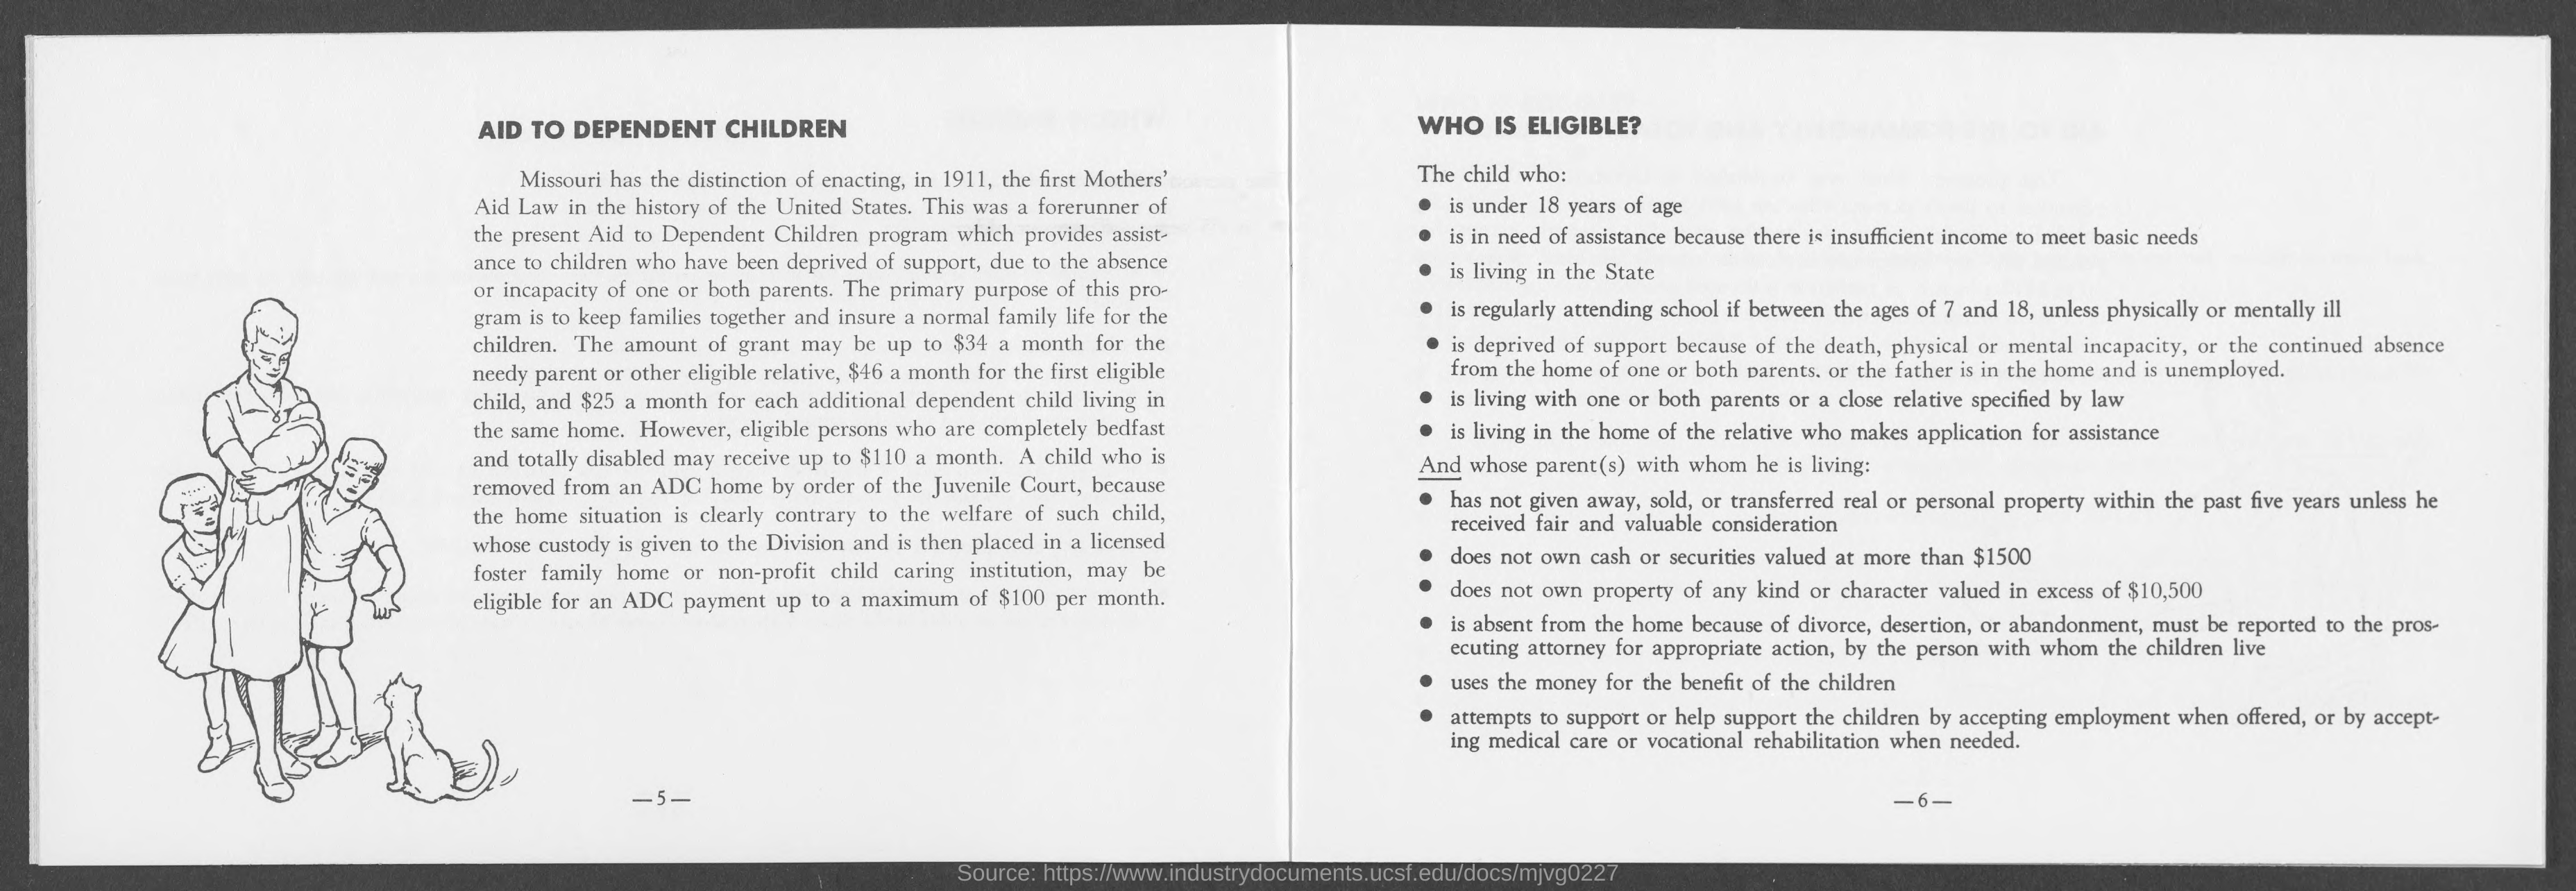 AID TO DEPENDENT CHILDREN
Missouri has the distinction of enacting, in 1911, the first Mothers'
Aid Law in the history of the United States. This was a forerunner of
the present Aid to Dependent Children program which provides assist-
ance to children who have been deprived of support, due to the absence
or incapacity of one or both parents. The primary purpose of this pro-
gram is to keep families together and insure a normal family life for the
children. The amount of grant may be up to $34 a month for the
needy parent or other eligible relative, $46 a month for the first eligible
child, and $25 a month for each additional dependent child living in
the same home. However, eligible persons who are completely bedfast
and totally disabled may receive up to $110 a month. A child who is
removed from an ADC home by order of the Juvenile Court, because
the home situation is clearly contrary to the welfare of such child,
whose custody is given to the Division and is then placed in a licensed
foster family home or non-profit child caring institution, may be
eligible for an ADC payment up to a maximum of $100 per month.
—5—
WHO IS ELIGIBLE?
The child who:
● is under 18 years of age
● is in need of assistance because there is insufficient income to meet basic needs
● is living in the State
● is regularly attending school if between the ages of 7 and 18, unless physically or mentally ill
● is deprived of support because of the death, physical or mental incapacity, or the continued absence
from the home of one or both parents, or the father is in the home and is unemployed.
● is living with one or both parents or a close relative specified by law
● is living in the home of the relative who makes application for assistance
And whose parent(s) with whom he is living:
● has not given away, sold, or transferred real or personal property within the past five years unless he
received fair and valuable consideration
● does not own cash or securities valued at more than $1500
● does not own property of any kind or character valued in excess of $10,500
● is absent from the home because of divorce, desertion, or abandonment, must be reported to the pros-
ecuting attorney for appropriate action, by the person with whom the children live
● uses the money for the benefit of the children
● attempts to support or help support the children by accepting employment when offered, or by accept-
ing medical care or vocational rehabilitation when needed.
—6—
Source: https://www.industrydocuments.ucsf.edu/docs/mjvg0227